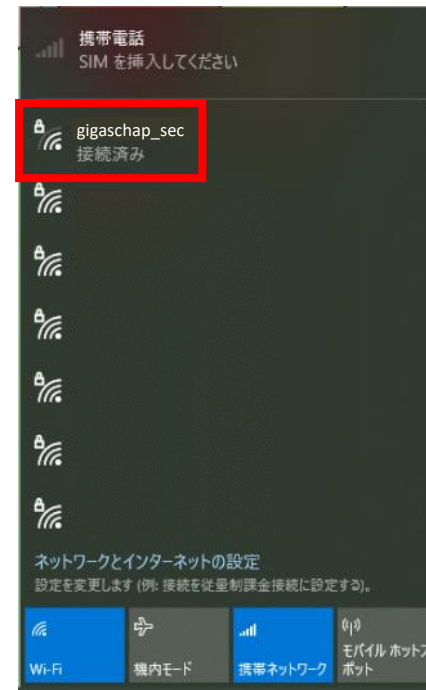 携帯電話
SIM を挿入してください
gigaschap_sec
接続済み
ネットワークとインターネットの設定
設定を変更します (例: 接続を従量制課金接続に設定する)。
Wi-Fi
機内モード
携帯ネットワーク
モバイル ホットス
ポット